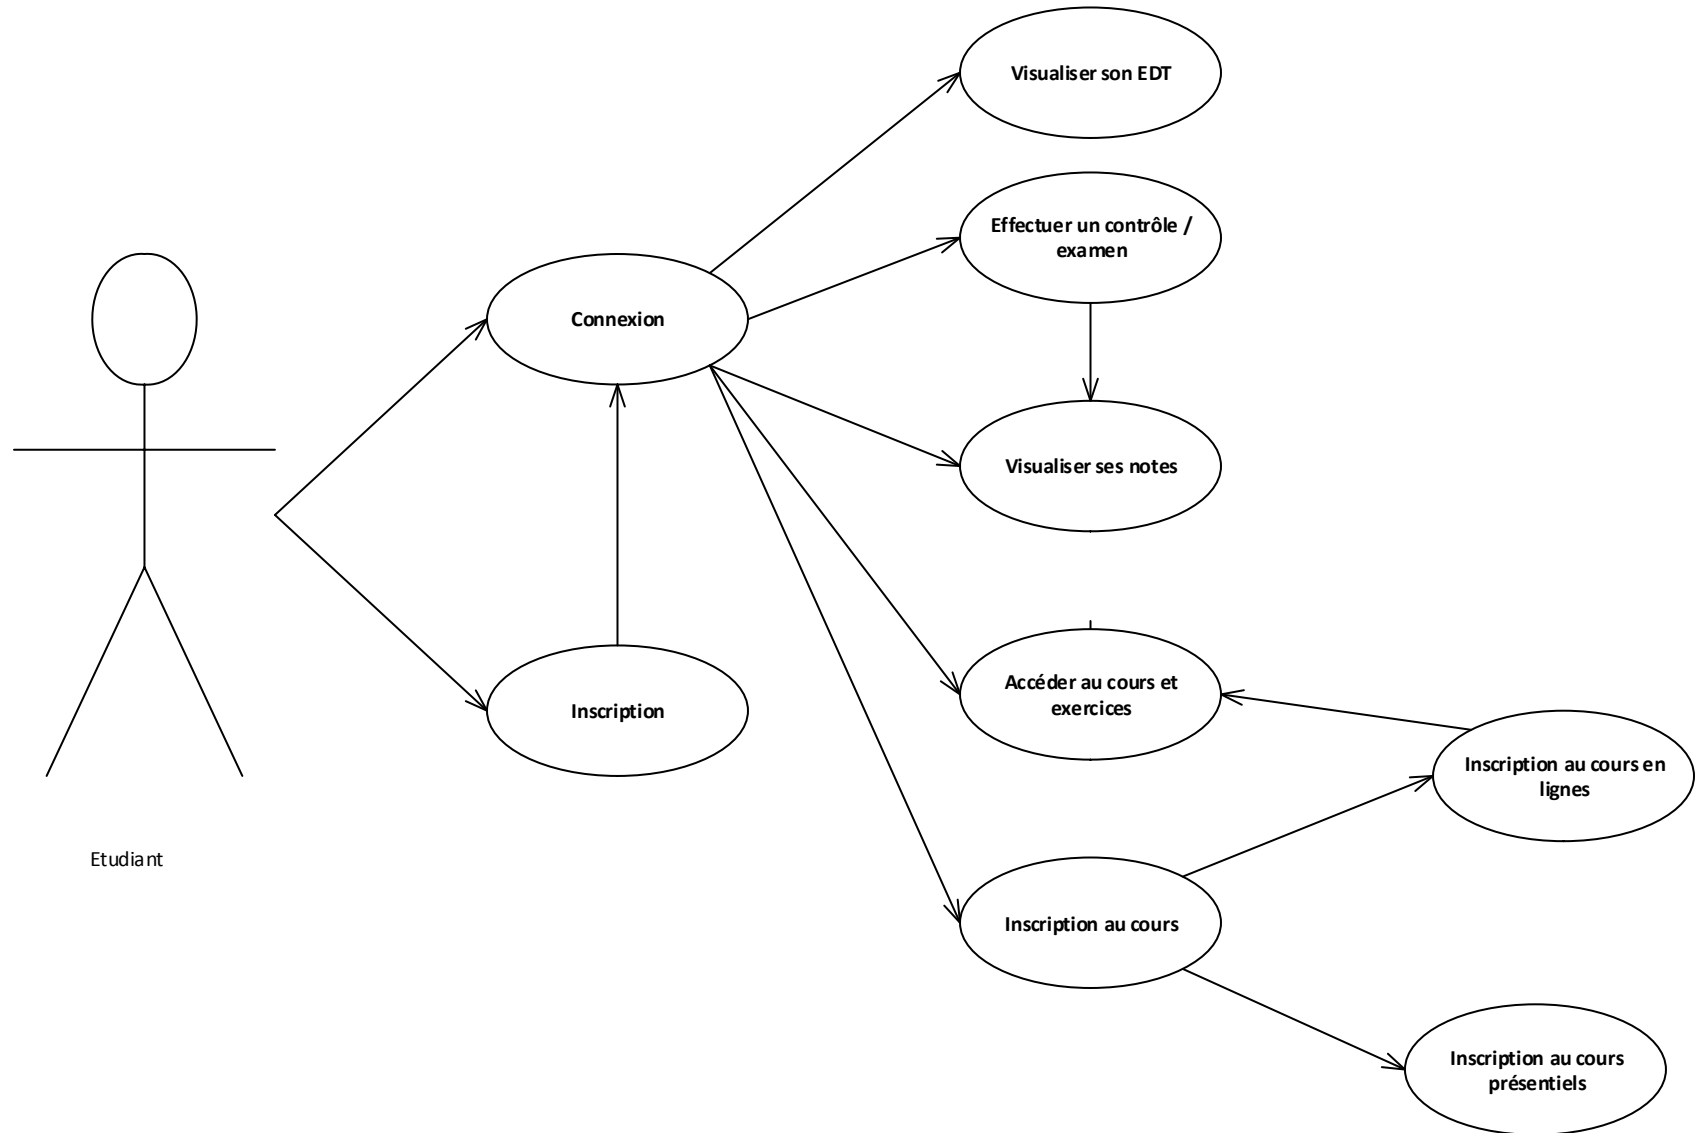 Visualiser son EDT
Effectuer un contrôle /
examen
Connexion
Visualiser ses notes
Accéder au cours et
exercices
Inscription
Inscription au cours en
lignes
Etudiant
Inscription au cours
Inscription au cours
présentiels